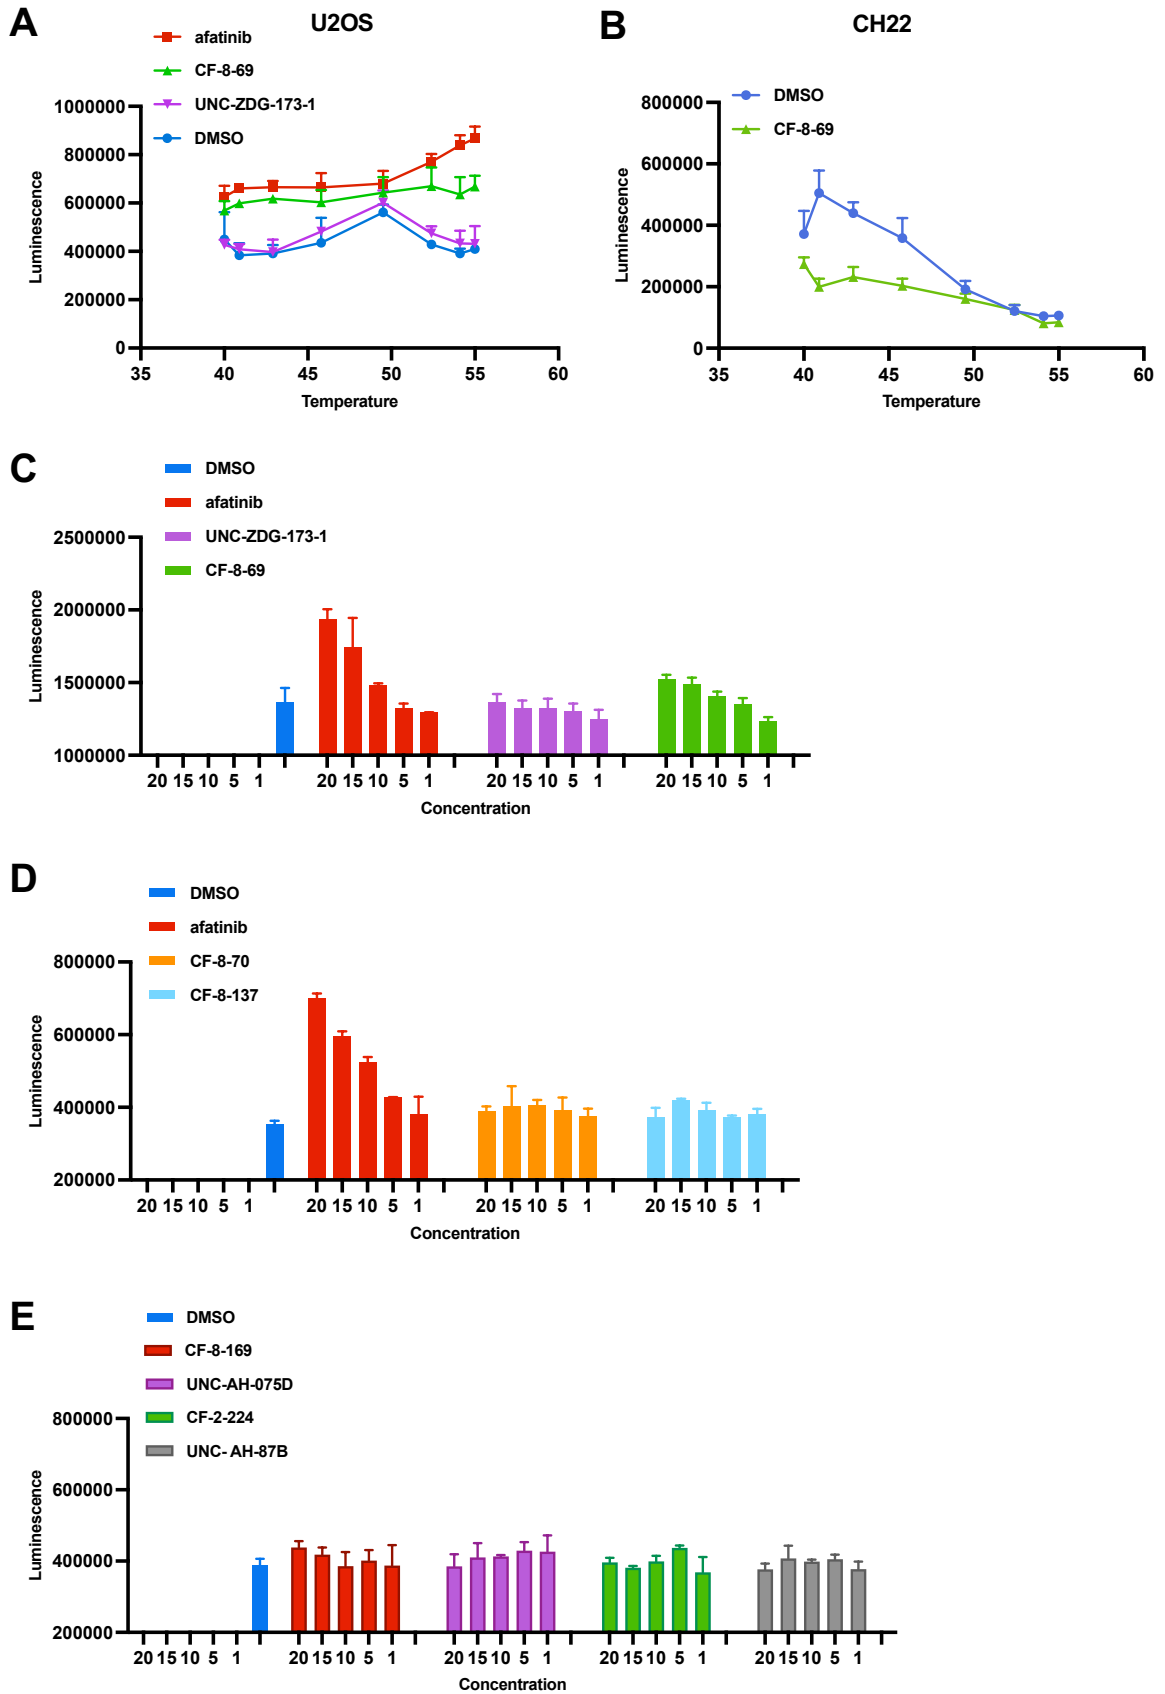 A
U2OS
afatinib
CF-8-69
UNC-ZDG-173-1
DMSO
1000000
800000
600000
400000
200000
0
Luminescence
35 40 45 50 55 60
Temperature
B
CH22
DMSO
CF-8-69
800000
600000
400000
200000
0
Luminescence
35 40 45 50 55 60
Temperature
C
DMSO
afatinib
UNC-ZDG-173-1
CF-8-69
2500000
2000000
1500000
1000000
Luminescence
20 15 10 5 1 20 15 10 5 1 20 15 10 5 1 20 15 10 5 1
Concentration
D
DMSO
afatinib
CF-8-70
CF-8-137
800000
600000
400000
200000
Luminescence
20 15 10 5 1 20 15 10 5 1 20 15 10 5 1 20 15 10 5 1
Concentration
E
DMSO
CF-8-169
UNC-AH-075D
CF-2-224
UNC- AH-87B
800000
600000
400000
200000
Luminescence
20 15 10 5 1 20 15 10 5 1 20 15 10 5 1 20 15 10 5 1 20 15 10 5 1
Concentration